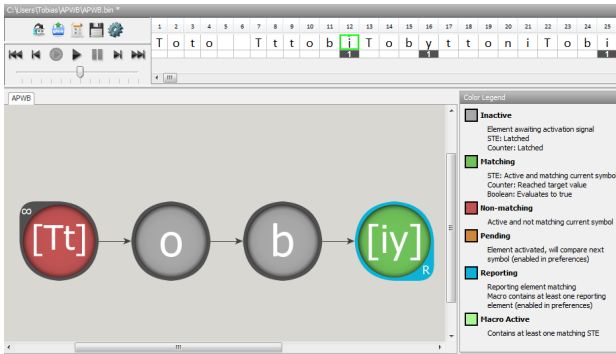 C:\Users\Tobias\APWB\APWB.bin *
1 2 3 4 5 6 7 8 9 10 11 12 13 14 15 16 17 18 19 20 21 22 23 24 25
T o t o T t t o b i T o b y t t o n i T o b i
1 1 1
APWB
∞
[Tt] o b [iy]
R
Color Legend
Inactive
Element awaiting activation signal
STE: Latched
Counter: Latched
Matching
STE: Active and matching current symbo
Counter: Reached target value
Boolean: Evaluates to true
Non-matching
Active and not matching current symbol
Pending
Element activated, will compare next
symbol (enabled in preferences)
Reporting
Reporting element matching
Macro contains at least one reporting
element (enabled in preferences)
Macro Active
Contains at least one matching STE